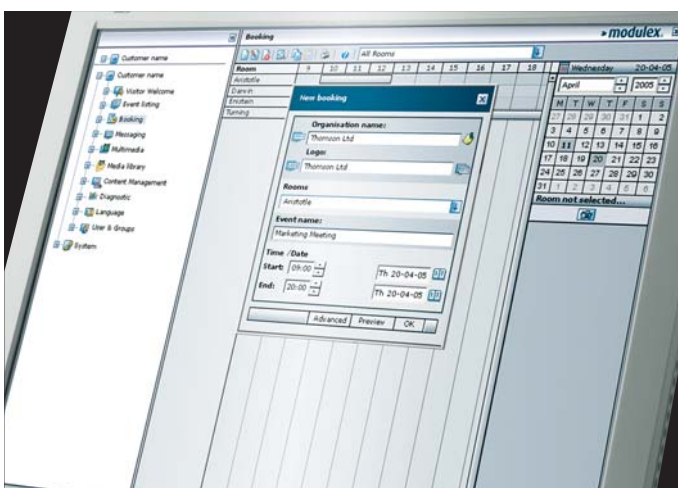 modulex.
Booking
All Rooms
Customer name
Customer name
Visitor Welcome
Event listing
Booking
Messaging
Multimedia
Media library
Content Management
Diagnostic
Language
User & Groups
System
Room 9 10 11 12 13 14 15 16 17 18
Aristotle
Darwin
Einstein
Turning
New booking
Organisation name:
Thomson Ltd
Logo:
Thomson Ltd
Rooms
Aristotle
Event name:
Marketing Meeting
Time /Date
Start: 09:00 Th 20-04-05
End: 20:00 Th 20-04-05
Advanced Preview OK
Wednesday 20-04-05
April 2005
M T W T F S S
27 28 29 30 31 1 2
3 4 5 6 7 8 9
10 11 12 13 14 15 16
17 18 19 20 21 22 23
24 25 26 27 28 29 30
31 1 2 3 4 5 6
Room not selected...